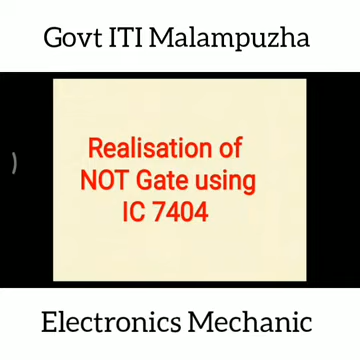 Govt ITI Malampuzha
Realisation of
NOT Gate using
IC 7404
Electronics Mechanic